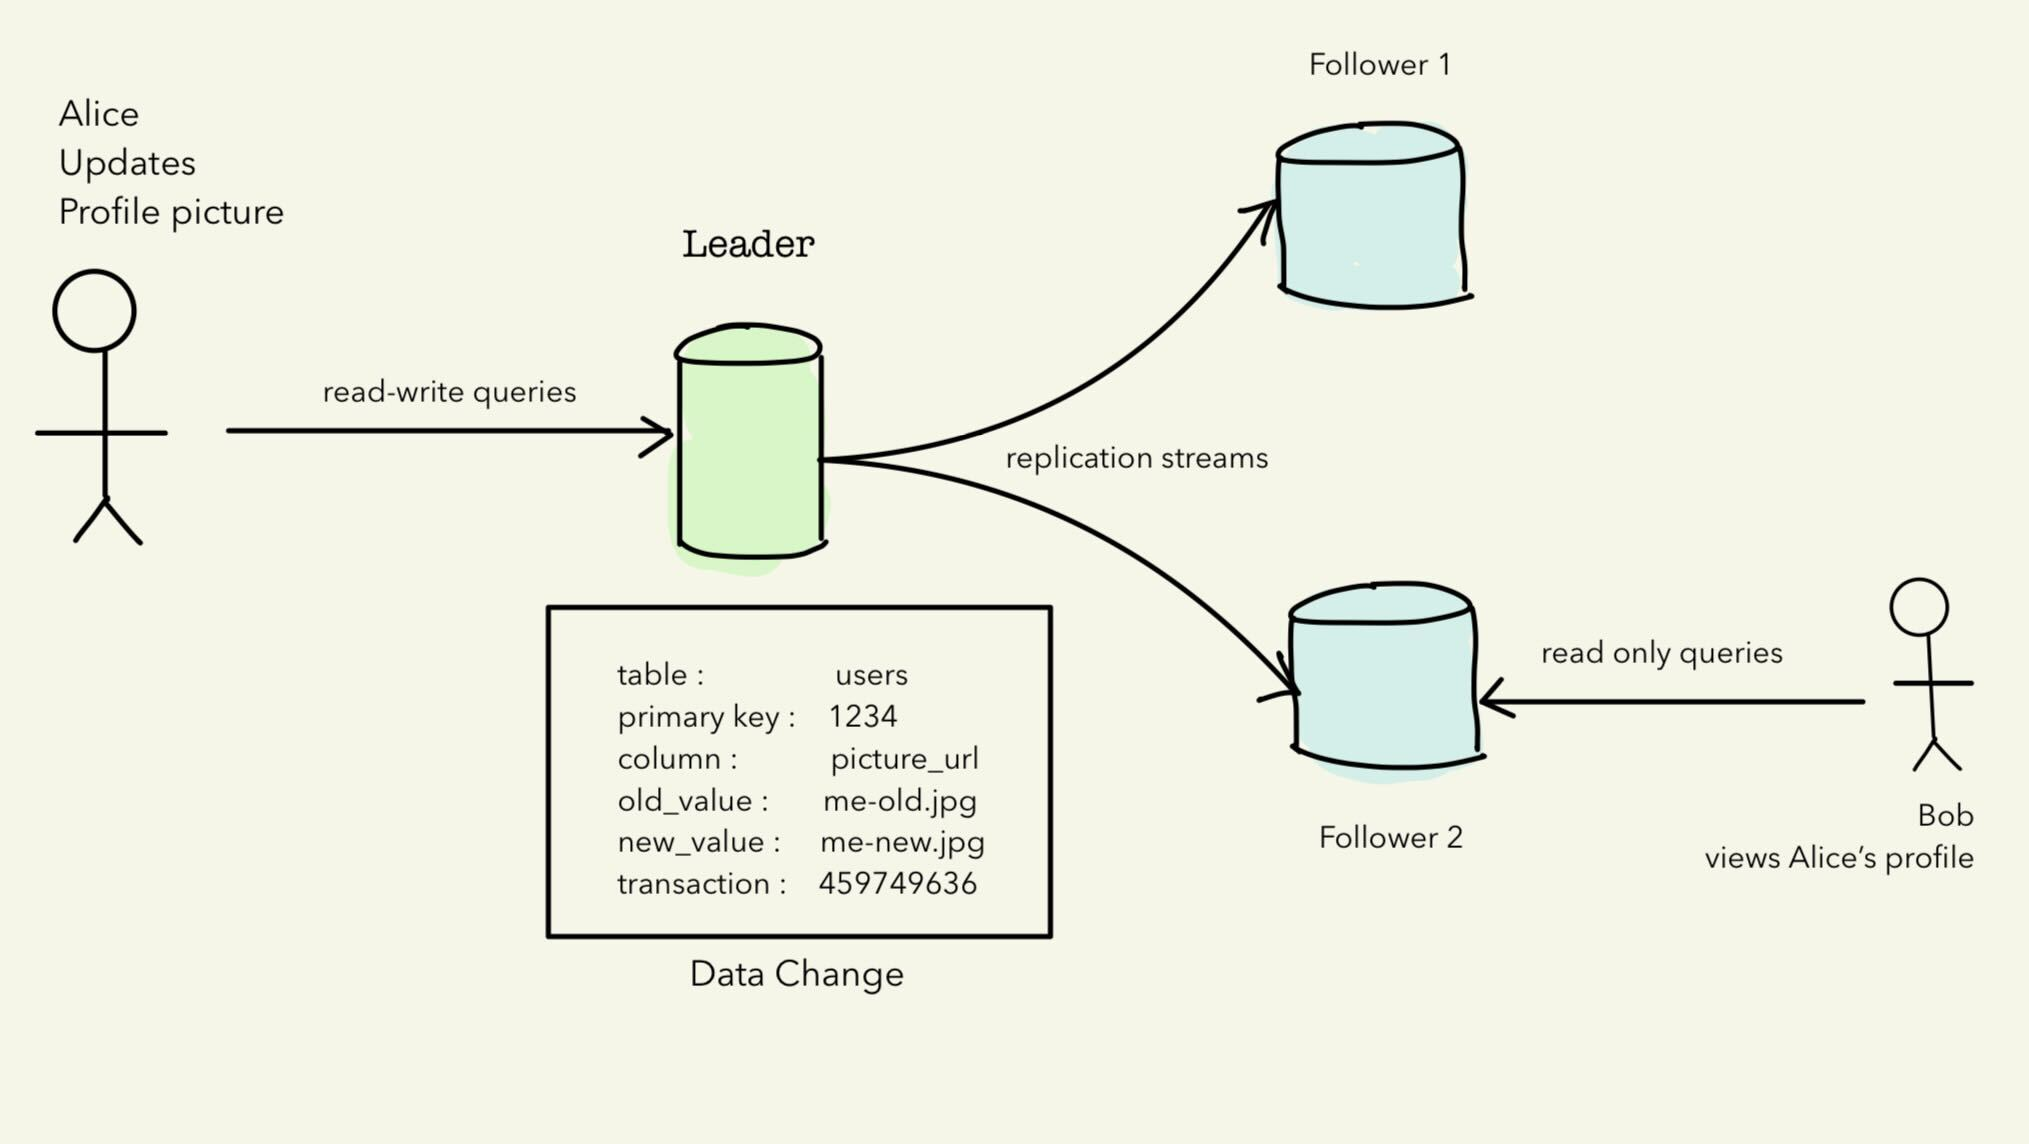 Follower 1
Alice
Updates
Profile picture
Leader
read-write queries
replication streams
read only queries
table : users
primary key : 1234
column : picture_url
old_value : me-old.jpg
new_value : me-new.jpg
transaction : 459749636
Data Change
Follower 2
Bob
views Alice’s profile